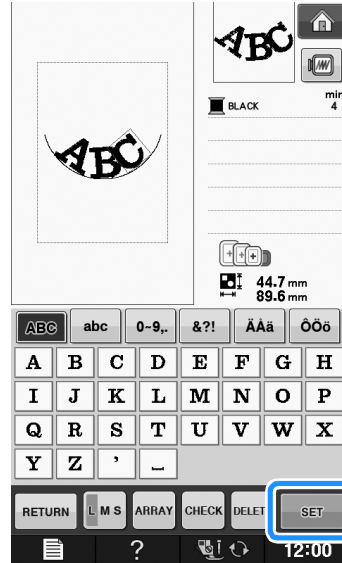 ABC
ABC
BLACK
min
4
44.7 mm
89.6 mm
ABC abc 0~9,. &?! ÄÅä ÔÖö
A B C D E F G H
I J K L M N O P
Q R S T U V W X
Y Z ’ ⎵
RETURN L M S ARRAY CHECK DELET SET
? 12:00